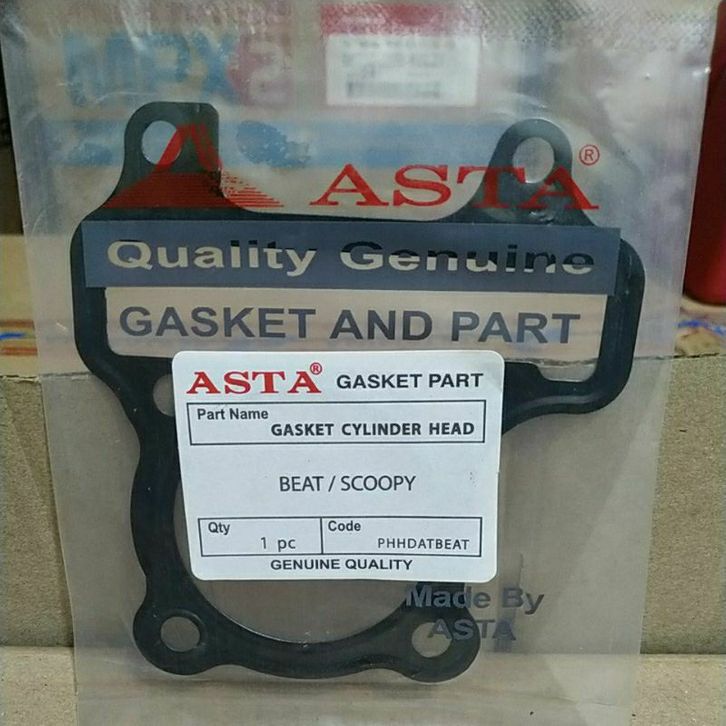 ASTA®
Quality Genuine
GASKET AND PART
ASTA® GASKET PART
Part Name
GASKET CYLINDER HEAD
BEAT / SCOOPY
Qty
1 pc
Code
PHHDATBEAT
GENUINE QUALITY
Made By
ASTA